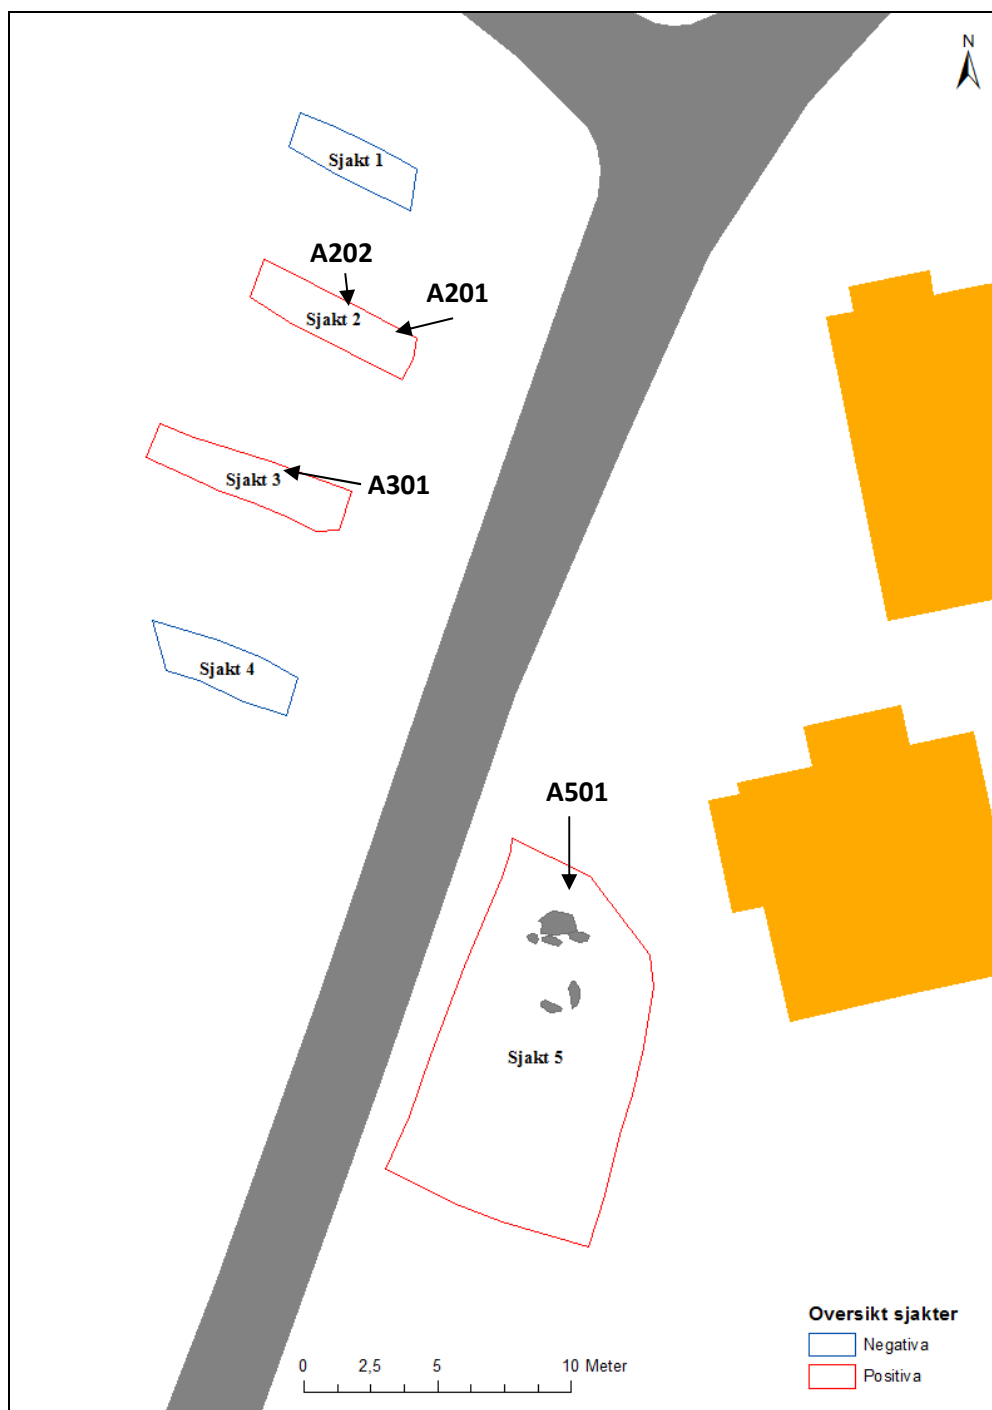 N
Sjakt 1
A202
A201
Sjakt 2
Sjakt 3
A301
Sjakt 4
A501
Sjakt 5
Oversikt sjakter
Negativa
Positiva
0 2,5 5 10 Meter